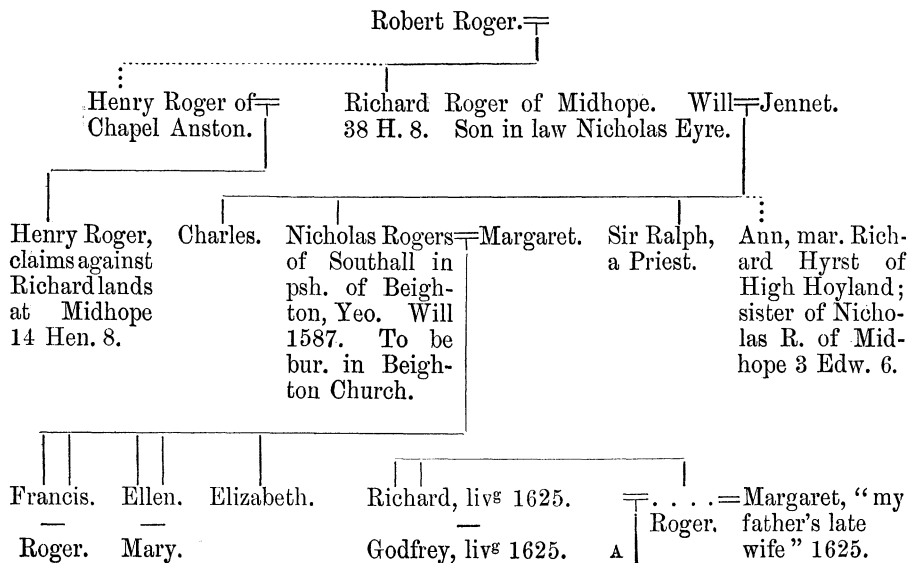 Robert Roger.
Henry Roger of
Chapel Anston.
Richard Roger of Midhope. Will
38 H. 8. Son in law Nicholas Eyre.
Jennet.
Henry Roger,
claims against
Richard lands
at Midhope
14 Hen. 8.
Charles.
Nicholas Rogers
of Southall in
psh. of Beigh-
ton, Yeo. Will
1587. To be
bur. in Beigh-
ton Church.
Margaret.
Sir Ralph,
a Priest.
Ann, mar. Rich-
ard Hyrst of
High Hoyland;
sister of Nicho-
las R. of Mid-
hope 3 Edw. 6.
Francis.
Roger.
Ellen.
Mary.
Elizabeth.
Richard, livᵍ 1625.
Godfrey, livᵍ 1625.
. . . .
Roger.
A
Margaret, “my
father's late
wife” 1625.